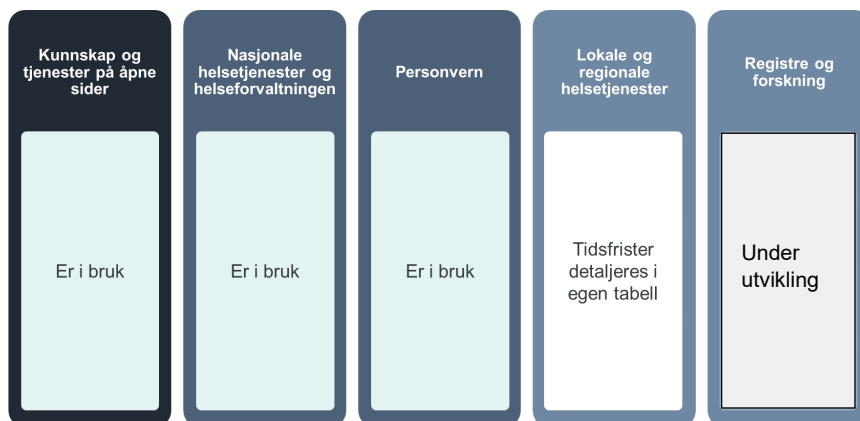 Kunnskap og
tjenester på åpne
sider
Er i bruk
Nasjonale
helsetjenester og
helseforvaltningen
Er i bruk
Personvern
Er i bruk
Lokale og
regionale
helsetjenester
Tidsfrister
detaljeres i
egen tabell
Registre og
forskning
Under
utvikling